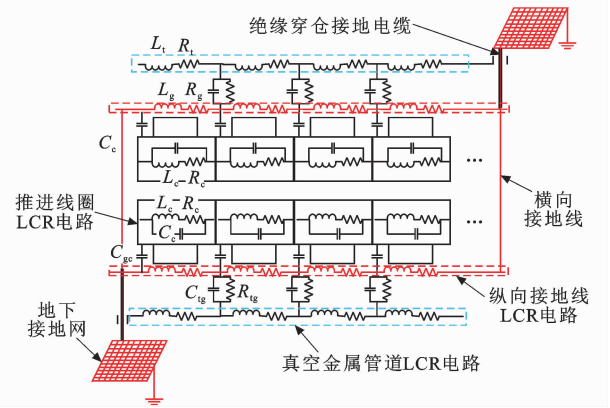 绝缘穿仓接地电缆
Lt Rt
Lg Rg
Cc
Lc Rc
推进线圈
LCR电路
Lc Rc
Cc
横向
接地线
Cgc
Ctg Rtg
纵向接地线
LCR电路
地下
接地网
真空金属管道LCR电路